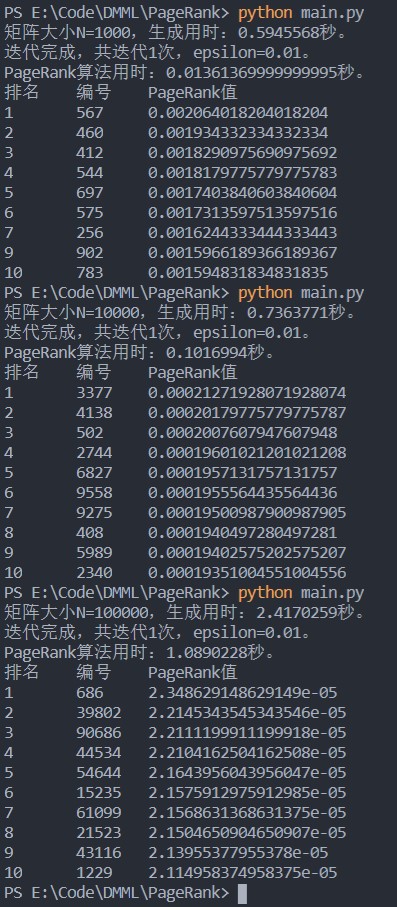 PS E:\Code\DMML\PageRank> python main.py
矩阵大小N=1000，生成用时：0.5945568秒。
迭代完成，共迭代1次，epsilon=0.01。
PageRank算法用时：0.01361369999999995秒。
排名 编号 PageRank值
1 567 0.002064018204018204
2 460 0.001934332334332334
3 412 0.0018290975690975692
4 544 0.0018179775779775783
5 697 0.0017403840603840604
6 575 0.0017313597513597516
7 256 0.0016244333444333443
9 902 0.0015966189366189367
10 783 0.001594831834831835
PS E:\Code\DMML\PageRank> python main.py
矩阵大小N=10000，生成用时：0.7363771秒。
迭代完成，共迭代1次，epsilon=0.01。
PageRank算法用时：0.1016994秒。
排名 编号 PageRank值
1 3377 0.00021271928071928074
2 4138 0.00020179775779775787
3 502 0.0002007607947607948
4 2744 0.00019601021201021208
5 6827 0.0001957131757131757
6 9558 0.0001955564435564436
7 9275 0.00019500987900987905
8 408 0.0001940497280497281
9 5989 0.00019402575202575207
10 2340 0.00019351004551004556
PS E:\Code\DMML\PageRank> python main.py
矩阵大小N=100000，生成用时：2.4170259秒。
迭代完成，共迭代1次，epsilon=0.01。
PageRank算法用时：1.0890228秒。
排名 编号 PageRank值
1 686 2.348629148629149e-05
2 39802 2.2145343545343546e-05
3 90686 2.2111199911199918e-05
4 44534 2.2104162504162508e-05
5 54644 2.1643956043956047e-05
6 15235 2.1575912975912985e-05
7 61099 2.1568631368631375e-05
8 21523 2.1504650904650907e-05
9 43116 2.13955377955378e-05
10 1229 2.114958374958375e-05
PS E:\Code\DMML\PageRank>